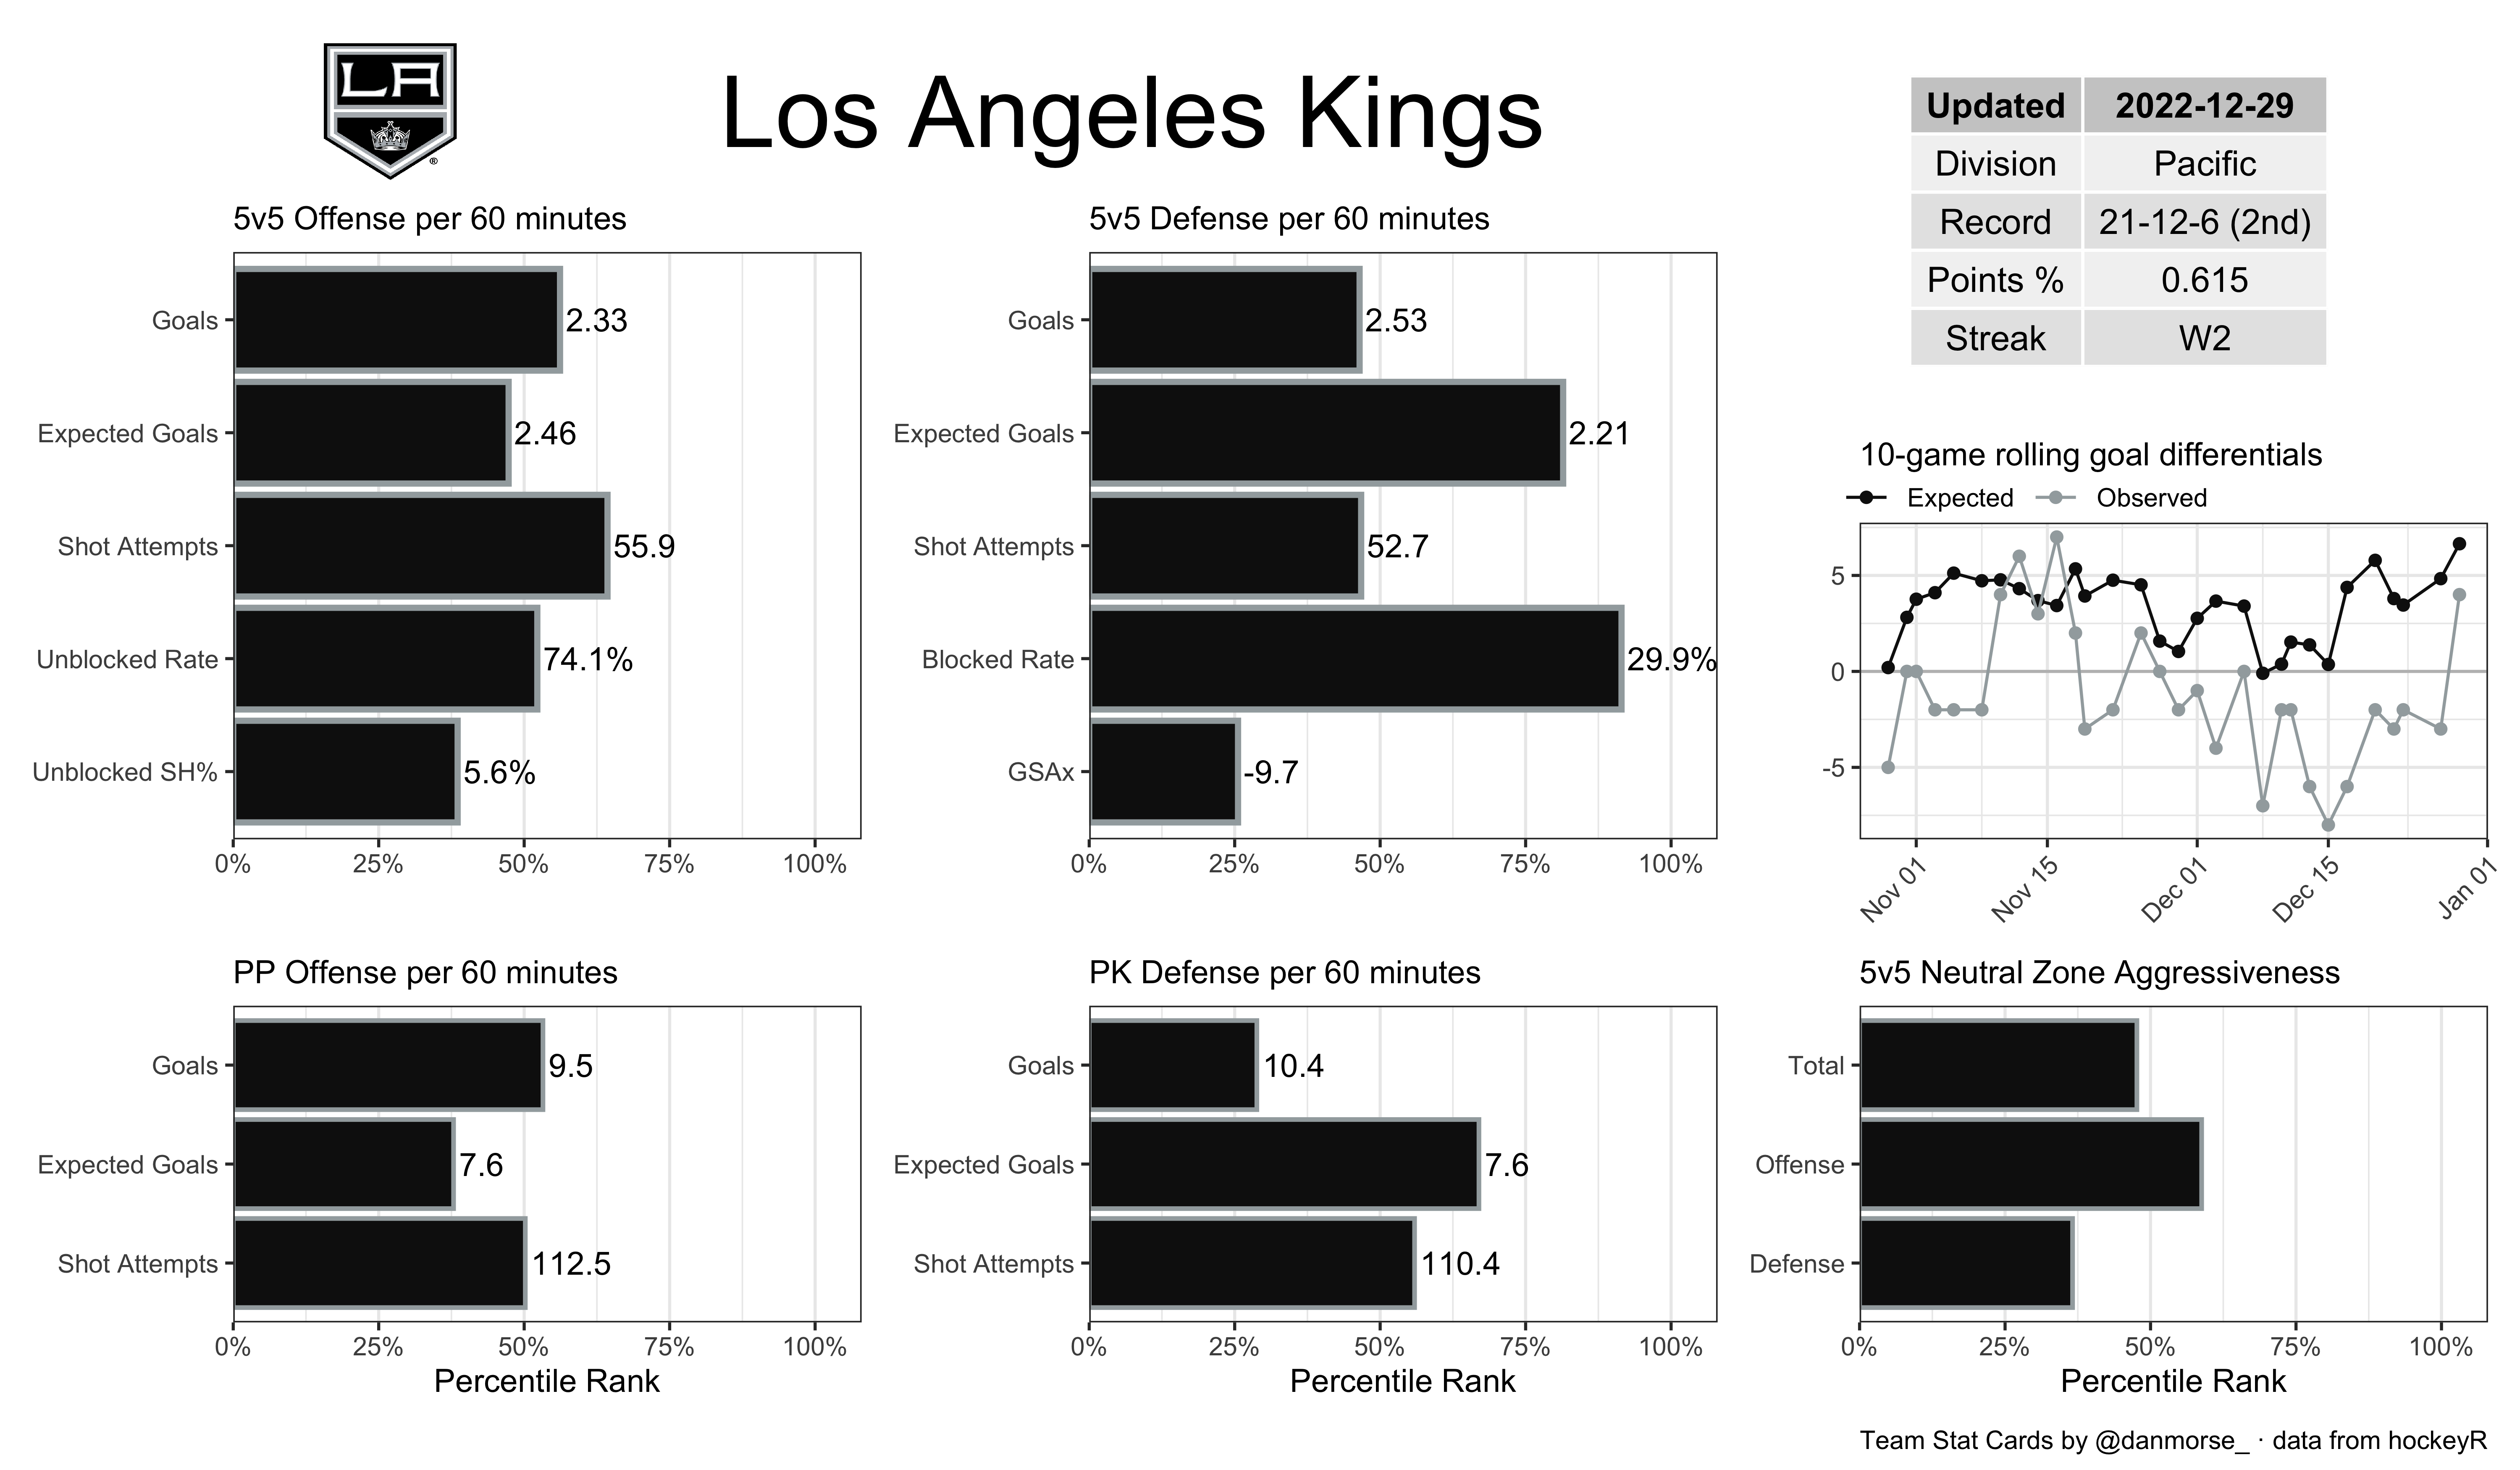 LA
®
Los Angeles Kings
Updated 2022-12-29
Division Pacific
Record 21-12-6 (2nd)
Points % 0.615
Streak W2
5v5 Offense per 60 minutes
Goals 2.33
Expected Goals 2.46
Shot Attempts 55.9
Unblocked Rate 74.1%
Unblocked SH% 5.6%
0% 25% 50% 75% 100%
5v5 Defense per 60 minutes
Goals 2.53
Expected Goals 2.21
Shot Attempts 52.7
Blocked Rate 29.9%
GSAx -9.7
0% 25% 50% 75% 100%
10-game rolling goal differentials
Expected Observed
5
0
-5
Nov 01 Nov 15 Dec 01 Dec 15 Jan 01
PP Offense per 60 minutes
Goals 9.5
Expected Goals 7.6
Shot Attempts 112.5
0% 25% 50% 75% 100%
Percentile Rank
PK Defense per 60 minutes
Goals 10.4
Expected Goals 7.6
Shot Attempts 110.4
0% 25% 50% 75% 100%
Percentile Rank
5v5 Neutral Zone Aggressiveness
Total
Offense
Defense
0% 25% 50% 75% 100%
Percentile Rank
Team Stat Cards by @danmorse_ · data from hockeyR